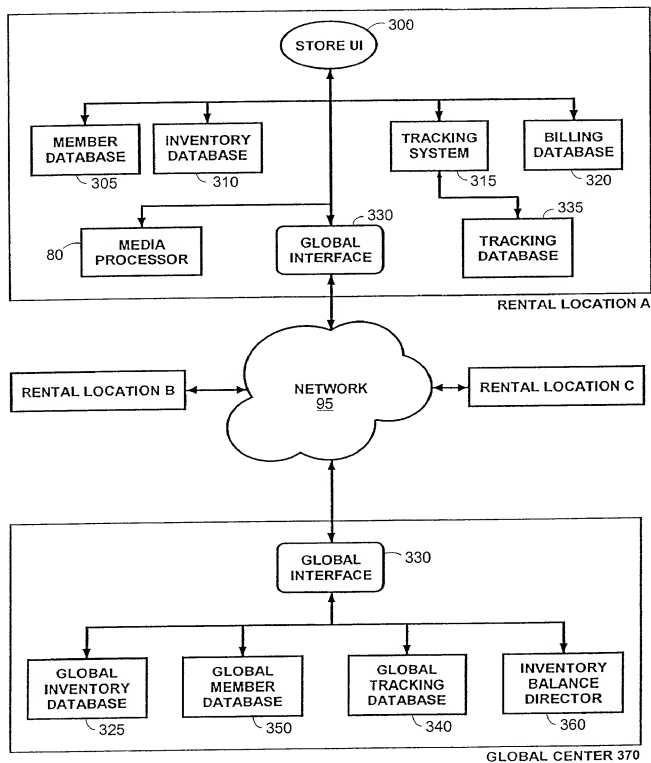 300
STORE UI
MEMBER
DATABASE
305
INVENTORY
DATABASE
310
TRACKING
SYSTEM
315
BILLING
DATABASE
320
80
MEDIA
PROCESSOR
330
GLOBAL
INTERFACE
335
TRACKING
DATABASE
RENTAL LOCATION A
RENTAL LOCATION B
NETWORK
95
RENTAL LOCATION C
GLOBAL
INTERFACE
330
GLOBAL
INVENTORY
DATABASE
325
GLOBAL
MEMBER
DATABASE
350
GLOBAL
TRACKING
DATABASE
340
INVENTORY
BALANCE
DIRECTOR
360
GLOBAL CENTER 370